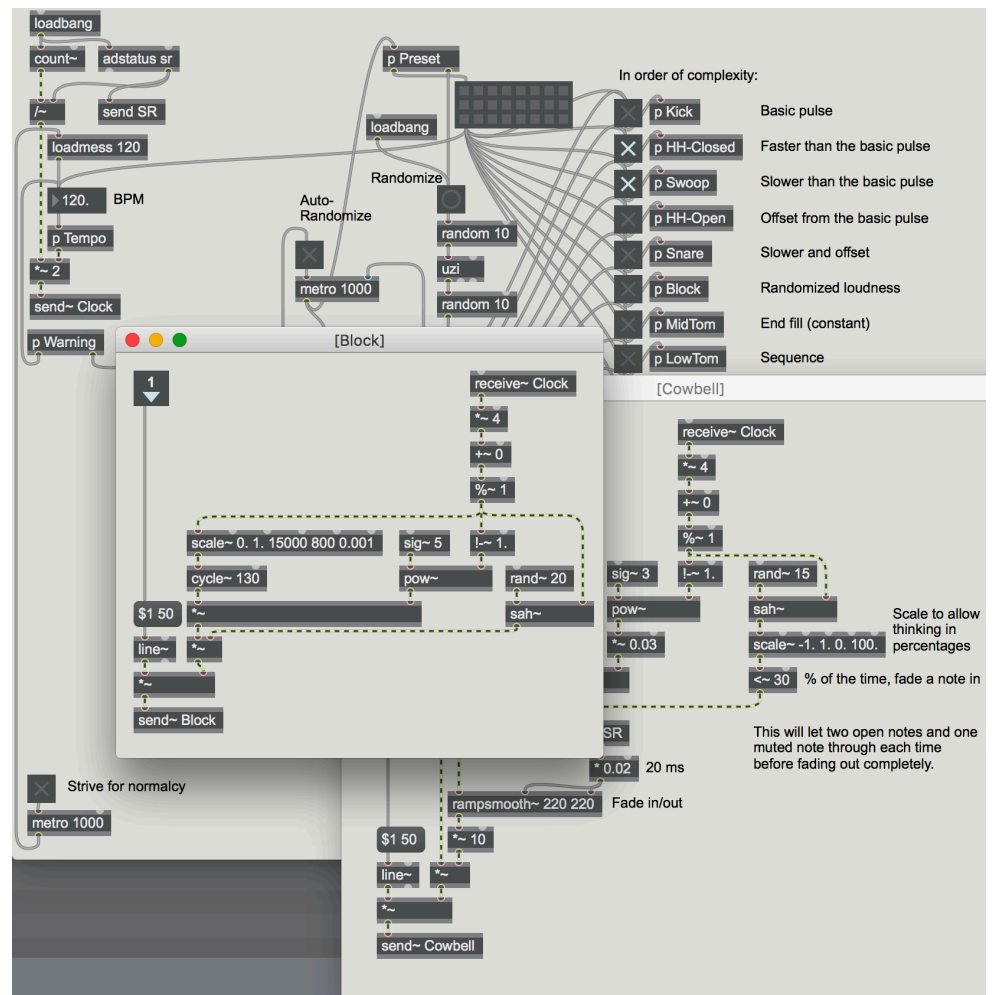 loadbang
count~
adstatus sr
/~
send SR
loadmess 120
120.
BPM
p Tempo
*~ 2
send~ Clock
p Warning
p Preset
loadbang
Randomize
Auto-
Randomize
metro 1000
random 10
uzi
random 10
In order of complexity:
p Kick
Basic pulse
p HH-Closed
Faster than the basic pulse
p Swoop
Slower than the basic pulse
p HH-Open
Offset from the basic pulse
p Snare
Slower and offset
p Block
Randomized loudness
p MidTom
End fill (constant)
p LowTom
Sequence
[Block]
1
receive~ Clock
*~ 4
+~ 0
%~ 1
scale~ 0. 1. 15000 800 0.001
sig~ 5
!-~ 1.
cycle~ 130
pow~
rand~ 20
$1 50
*~
sah~
line~
*~
*~
send~ Block
[Cowbell]
receive~ Clock
*~ 4
+~ 0
%~ 1
sig~ 3
!-~ 1.
rand~ 15
pow~
sah~
Scale to allow
thinking in
percentages
*~ 0.03
scale~ -1. 1. 0. 100.
<~ 30
% of the time, fade a note in
SR
This will let two open notes and one
muted note through each time
before fading out completely.
* 0.02
20 ms
rampsmooth~ 220 220
Fade in/out
$1 50
*~ 10
line~
*~
*~
send~ Cowbell
Strive for normalcy
metro 1000